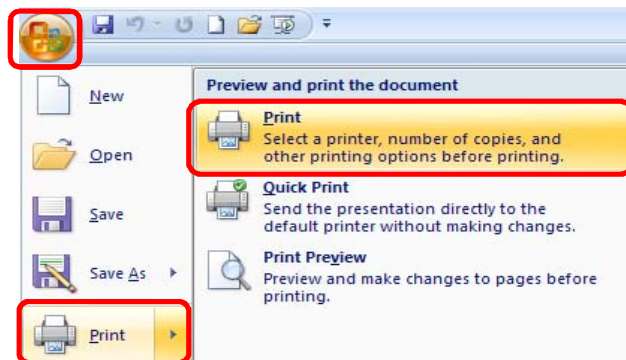 New
Open
Save
Save As
Print
Preview and print the document
Print
Select a printer, number of copies, and
other printing options before printing.
Quick Print
Send the presentation directly to the
default printer without making changes.
Print Preview
Preview and make changes to pages before
printing.